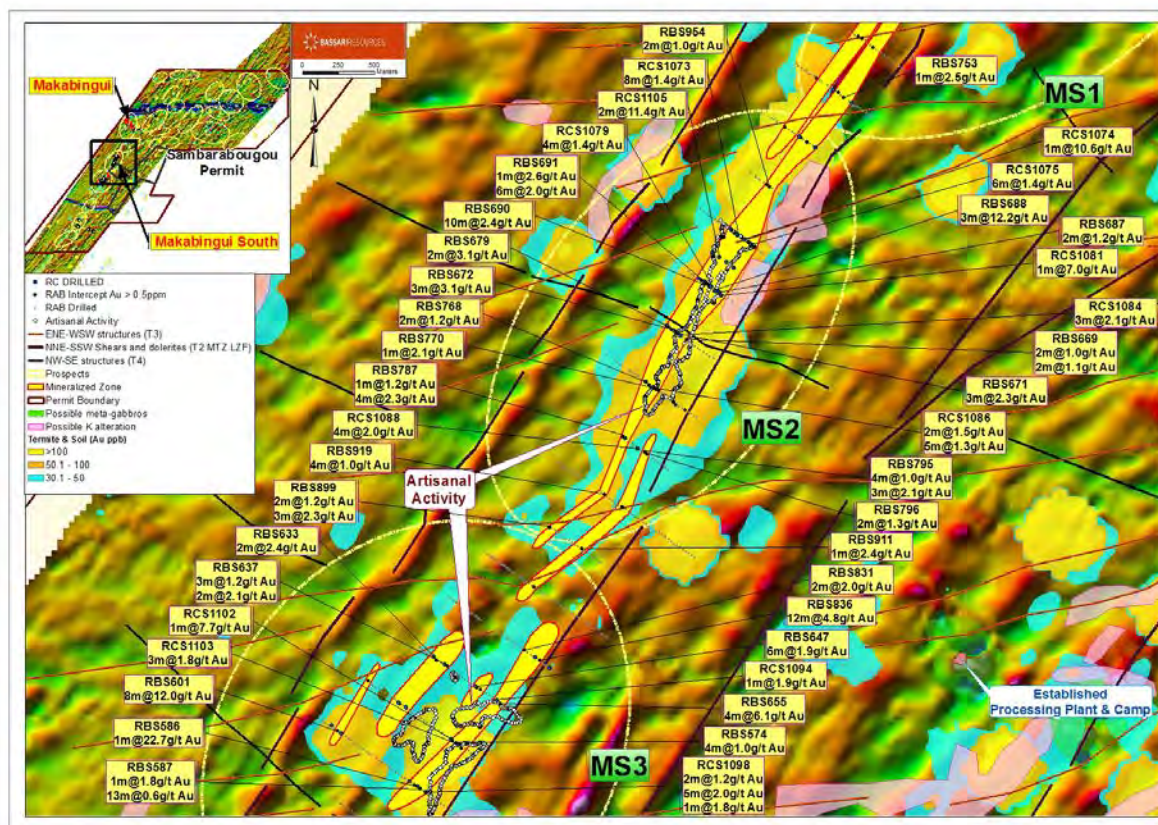 Makabingui
Sambarabougou
Permit
Makabingui South
BASSARI RESOURCES
0 250 500
Meters
N
RC DRILLED
RAB Intercept Au > 0.5ppm
RAB Drilled
Artisanal Activity
ENE-WSW structures (T3)
NNE-SSW Shears and dolerites (T2 MTZ LZF)
NW-SE structures (T4)
Prospects
Mineralized Zone
Permit Boundary
Possible meta-gabbros
Possible K alteration
Termite & Soil (Au ppb)
>100
50.1 - 100
30.1 - 50
RBS954
2m@1.0g/t Au
RCS1073
8m@1.4g/t Au
RCS1105
2m@11.4g/t Au
RCS1079
4m@1.4g/t Au
RBS691
1m@2.6g/t Au
6m@2.0g/t Au
RBS690
10m@2.4g/t Au
RBS679
2m@3.1g/t Au
RBS672
3m@3.1g/t Au
RBS768
2m@1.2g/t Au
RBS770
1m@2.1g/t Au
RBS787
1m@1.2g/t Au
4m@2.3g/t Au
RCS1088
4m@2.0g/t Au
RBS919
4m@1.0g/t Au
RBS899
2m@1.2g/t Au
3m@2.3g/t Au
RBS633
2m@2.4g/t Au
RBS637
3m@1.2g/t Au
2m@2.1g/t Au
RCS1102
1m@7.7g/t Au
RCS1103
3m@1.8g/t Au
RBS601
8m@12.0g/t Au
RBS586
1m@22.7g/t Au
RBS587
1m@1.8g/t Au
13m@0.6g/t Au
Artisanal
Activity
RBS753
1m@2.5g/t Au
MS1
RCS1074
1m@10.6g/t Au
RCS1075
6m@1.4g/t Au
RBS688
3m@12.2g/t Au
RBS687
2m@1.2g/t Au
RCS1081
1m@7.0g/t Au
RCS1084
3m@2.1g/t Au
RBS669
2m@1.0g/t Au
2m@1.1g/t Au
RBS671
3m@2.3g/t Au
MS2
RCS1086
2m@1.5g/t Au
5m@1.3g/t Au
RBS795
4m@1.0g/t Au
3m@2.1g/t Au
RBS796
2m@1.3g/t Au
RBS911
1m@2.4g/t Au
RBS831
2m@2.0g/t Au
RBS836
12m@4.8g/t Au
RBS647
6m@1.9g/t Au
RCS1094
1m@1.9g/t Au
RBS655
4m@6.1g/t Au
RBS574
4m@1.0g/t Au
RCS1098
2m@1.2g/t Au
5m@2.0g/t Au
1m@1.8g/t Au
MS3
Established
Processing Plant & Camp